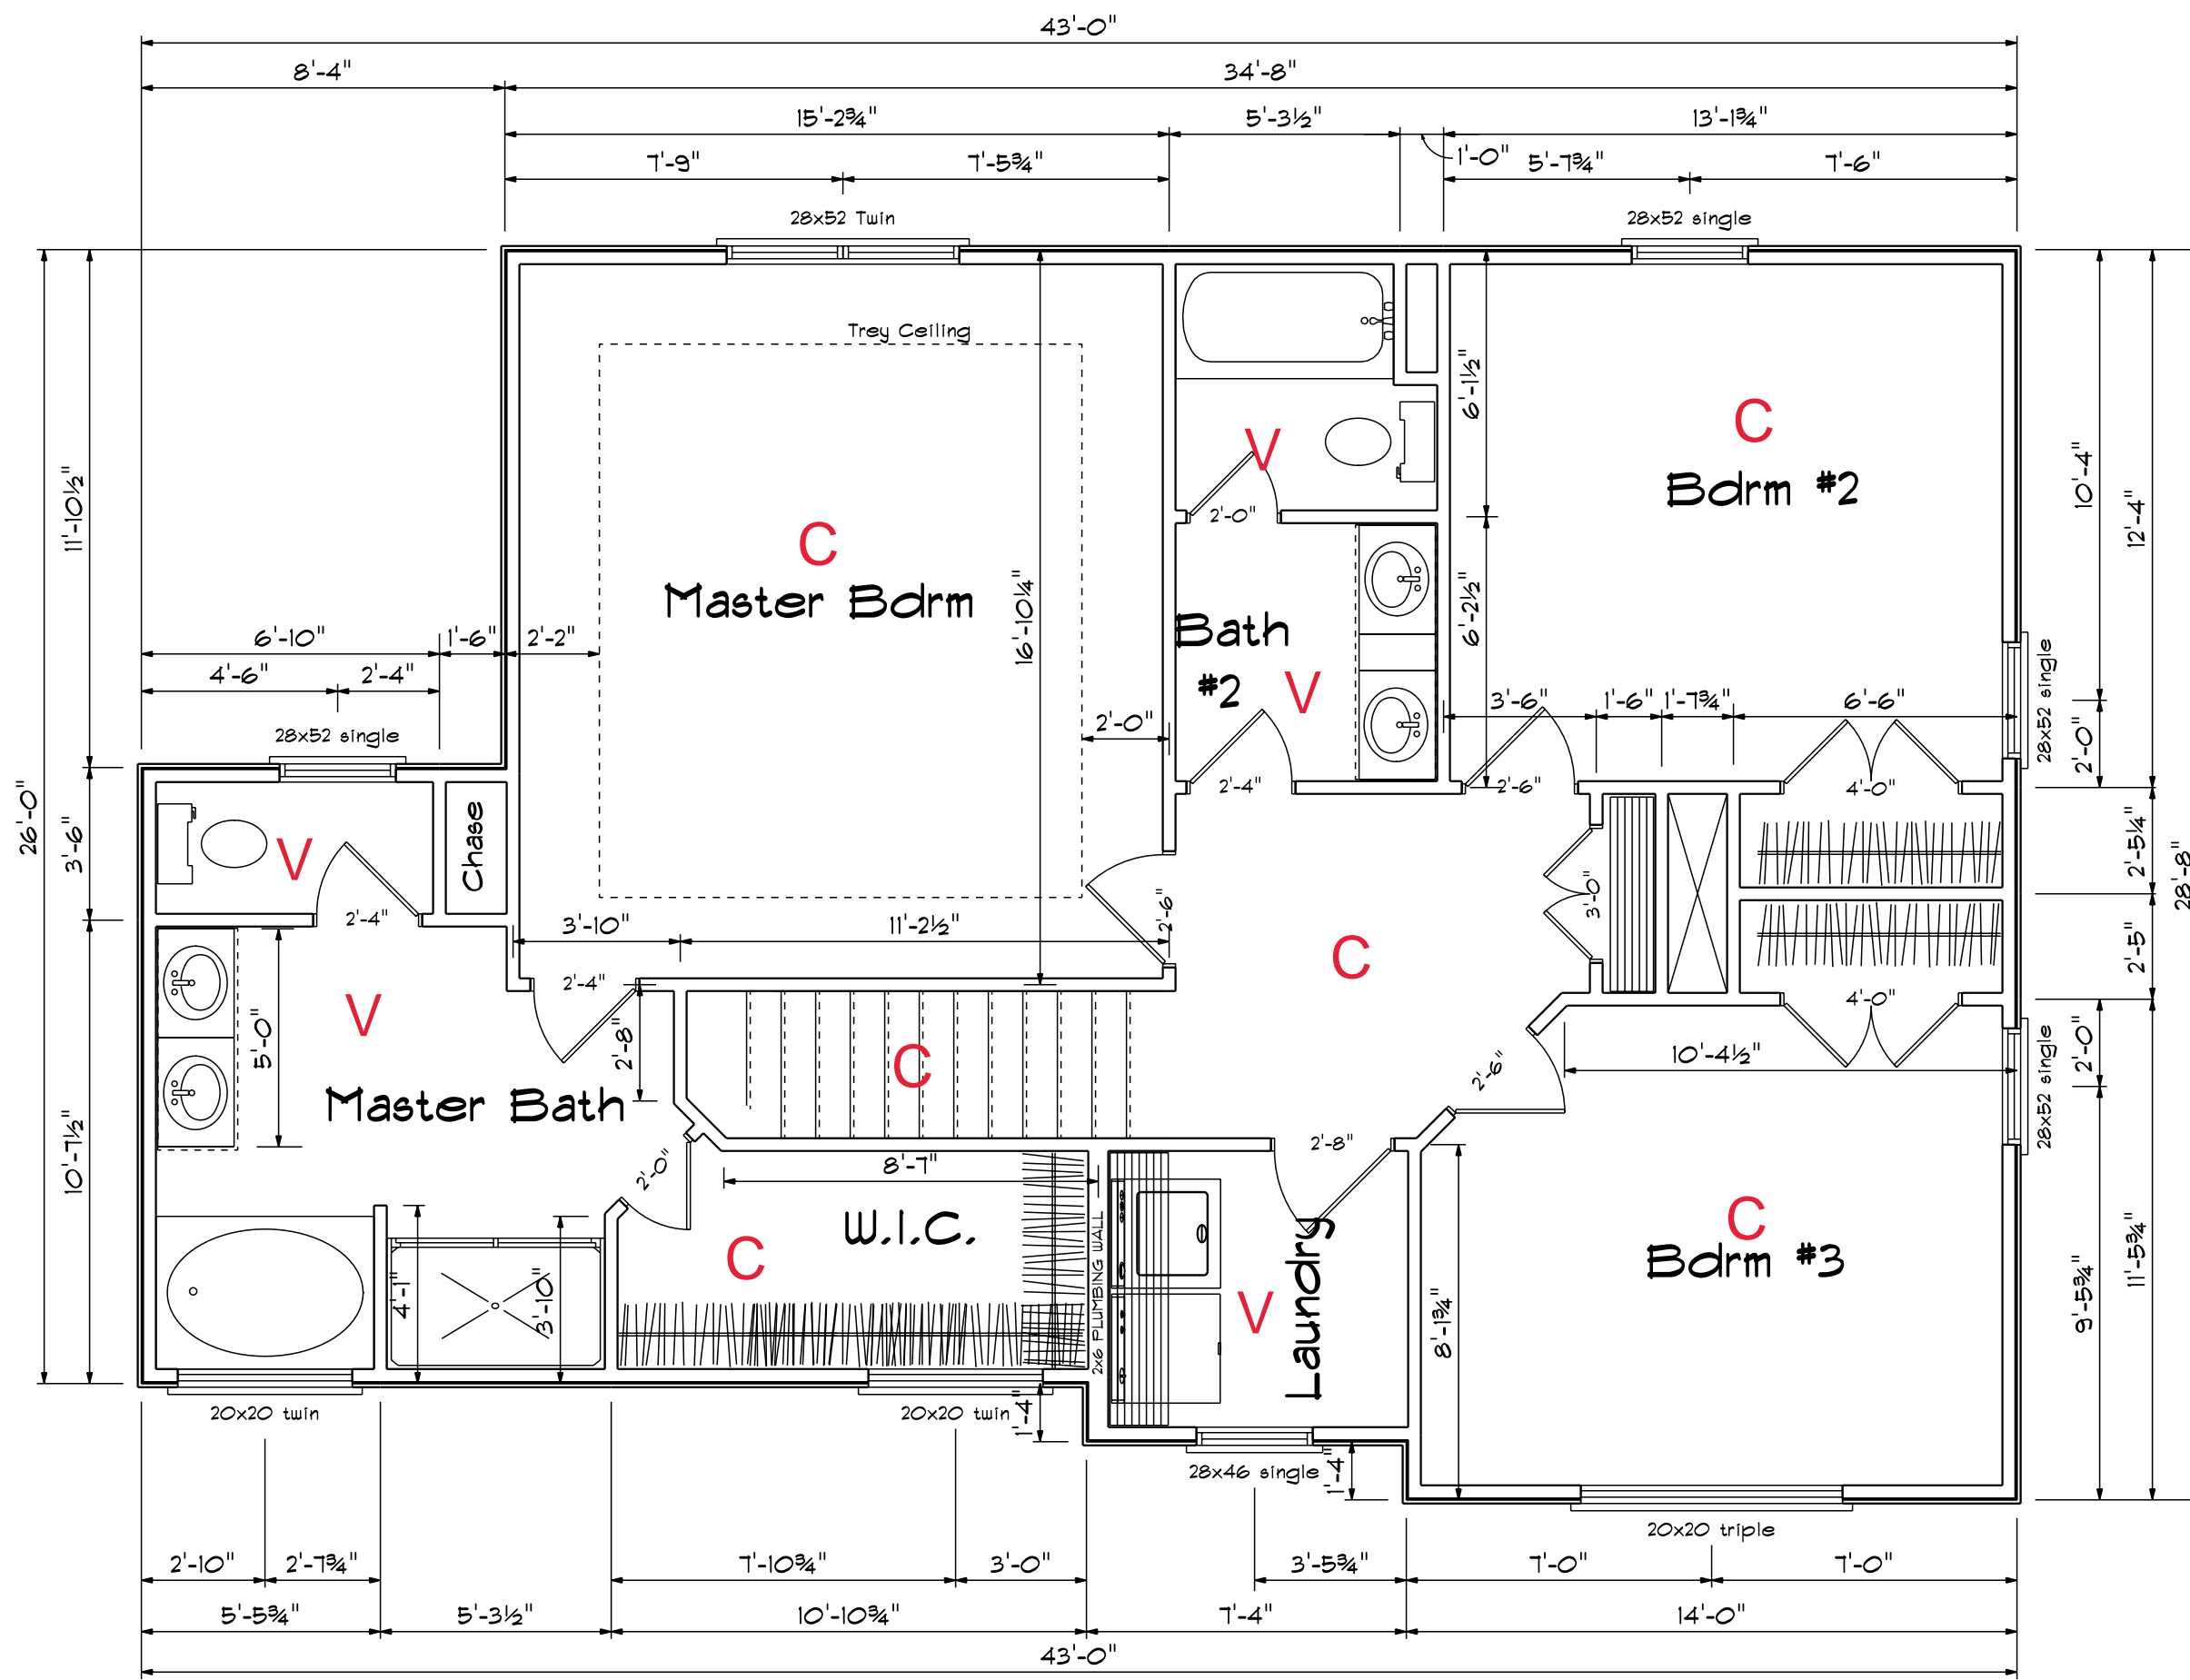 43'-0"
8'-4"
34'-8"
15'-2¾"
5'-3½"
13'-1¾"
1'-0"
7'-9"
7'-5¾"
5'-7¾"
7'-6"
28x52 Twin
28x52 single
Trey Ceiling
C
Bdrm #2
6'-1½"
V
2'-0"
C
Master Bdrm
16'-10¼"
Bath
#2
V
6'-2½"
10'-4"
12'-4"
11'-10½"
26'-0"
6'-10"
1'-6"
2'-2"
4'-6"
2'-4"
28x52 single
2'-0"
3'-6"
1'-6"
1'-7¾"
6'-6"
28x52 single
2'-0"
2'-4"
2'-6"
4'-0"
3'-6"
V
Chase
2'-4"
3'-10"
11'-2½"
2'-6"
3'-0"
2'-5¼"
28'-8"
2'-5"
C
4'-0"
2'-4"
V
5'-0"
2'-8"
C
Master Bath
2'-6"
10'-4½"
28x52 single
2'-0"
2'-8"
10'-7½"
2'-0"
8'-7"
W.I.C.
C
2x6 PLUMBING WALL
V
Laundry
C
Bdrm #3
8'-1¾"
9'-5¾"
11'-5¾"
4'-1"
3'-10"
20x20 twin
20x20 twin
1'-4"
28x46 single
1'-4"
20x20 triple
2'-10"
2'-7¾"
7'-10¾"
3'-0"
3'-5¾"
7'-0"
7'-0"
5'-5¾"
5'-3½"
10'-10¾"
7'-4"
14'-0"
43'-0"